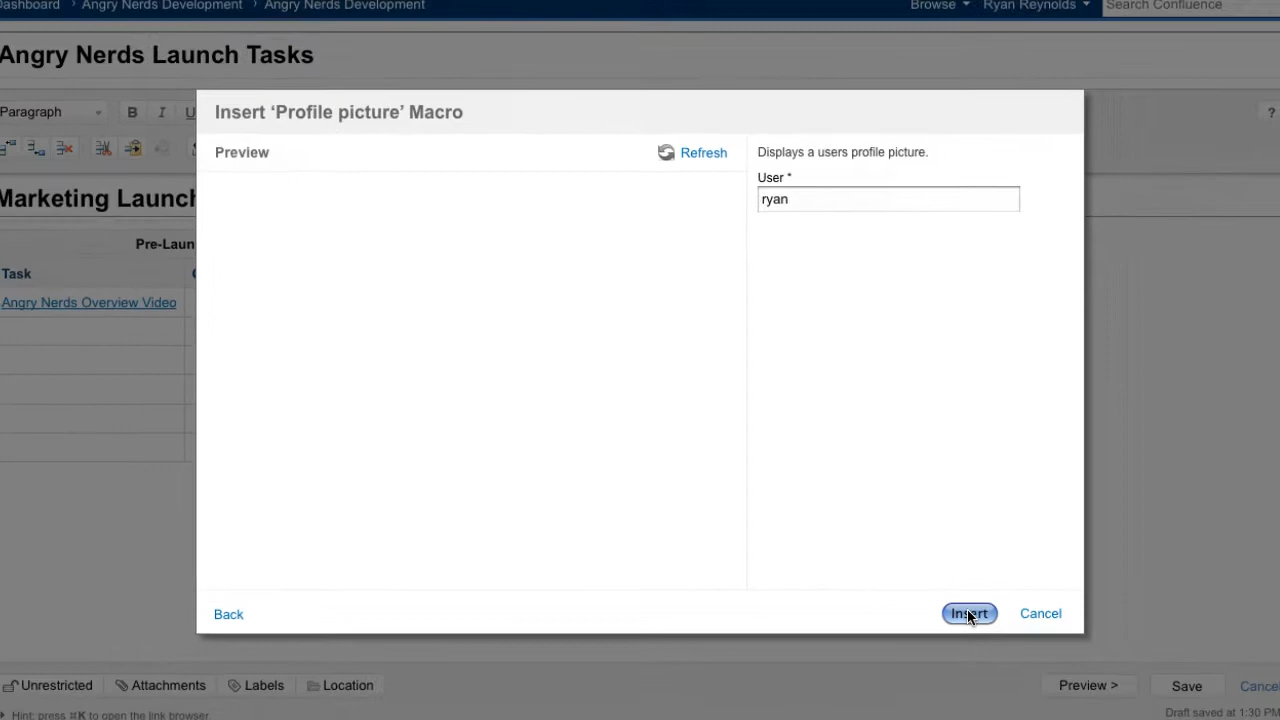 Dashboard > Angry Nerds Development > Angry Nerds Development
Browse Ryan Reynolds Search Confluence
Angry Nerds Launch Tasks
Paragraph B I U ?
Insert ‘Profile picture’ Macro
Preview Refresh
Displays a users profile picture.
User *
ryan
Marketing Launch
Pre-Laun
Task
Angry Nerds Overview Video
Back Insert Cancel
Unrestricted Attachments Labels Location Preview > Save Cancel
Hint: press ⌘K to open the link browser. Draft saved at 1:30 PM